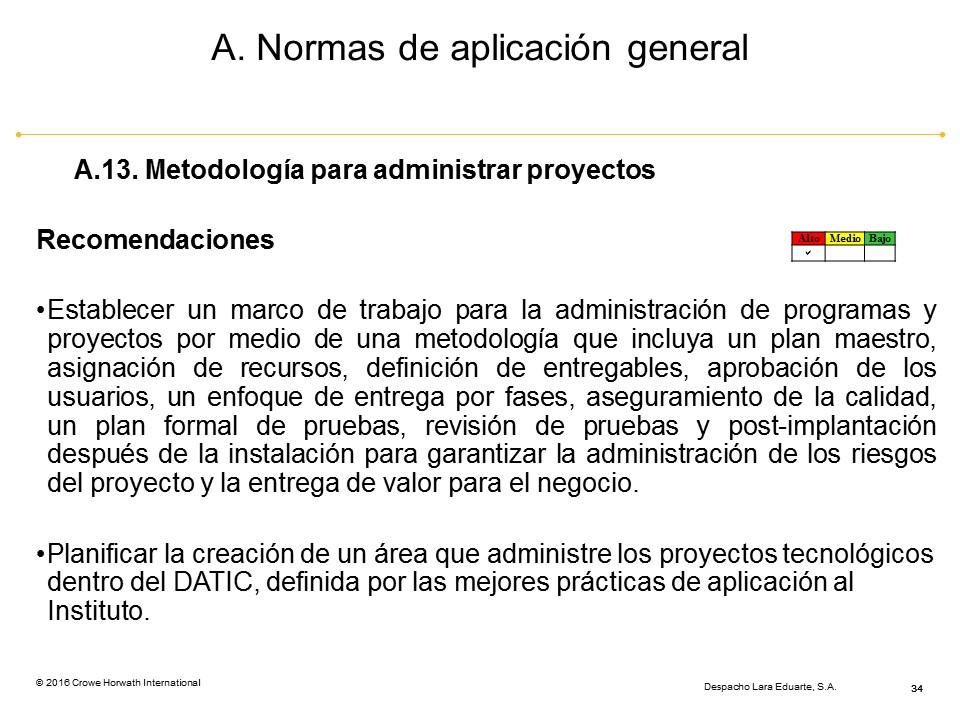 A. Normas de aplicación general
A.13. Metodología para administrar proyectos
Recomendaciones
Alto Medio Bajo
✓
•Establecer un marco de trabajo para la administración de programas y
proyectos por medio de una metodología que incluya un plan maestro,
asignación de recursos, definición de entregables, aprobación de los
usuarios, un enfoque de entrega por fases, aseguramiento de la calidad,
un plan formal de pruebas, revisión de pruebas y post-implantación
después de la instalación para garantizar la administración de los riesgos
del proyecto y la entrega de valor para el negocio.
•Planificar la creación de un área que administre los proyectos tecnológicos
dentro del DATIC, definida por las mejores prácticas de aplicación al
Instituto.
© 2016 Crowe Horwath International
Despacho Lara Eduarte, S.A.
34